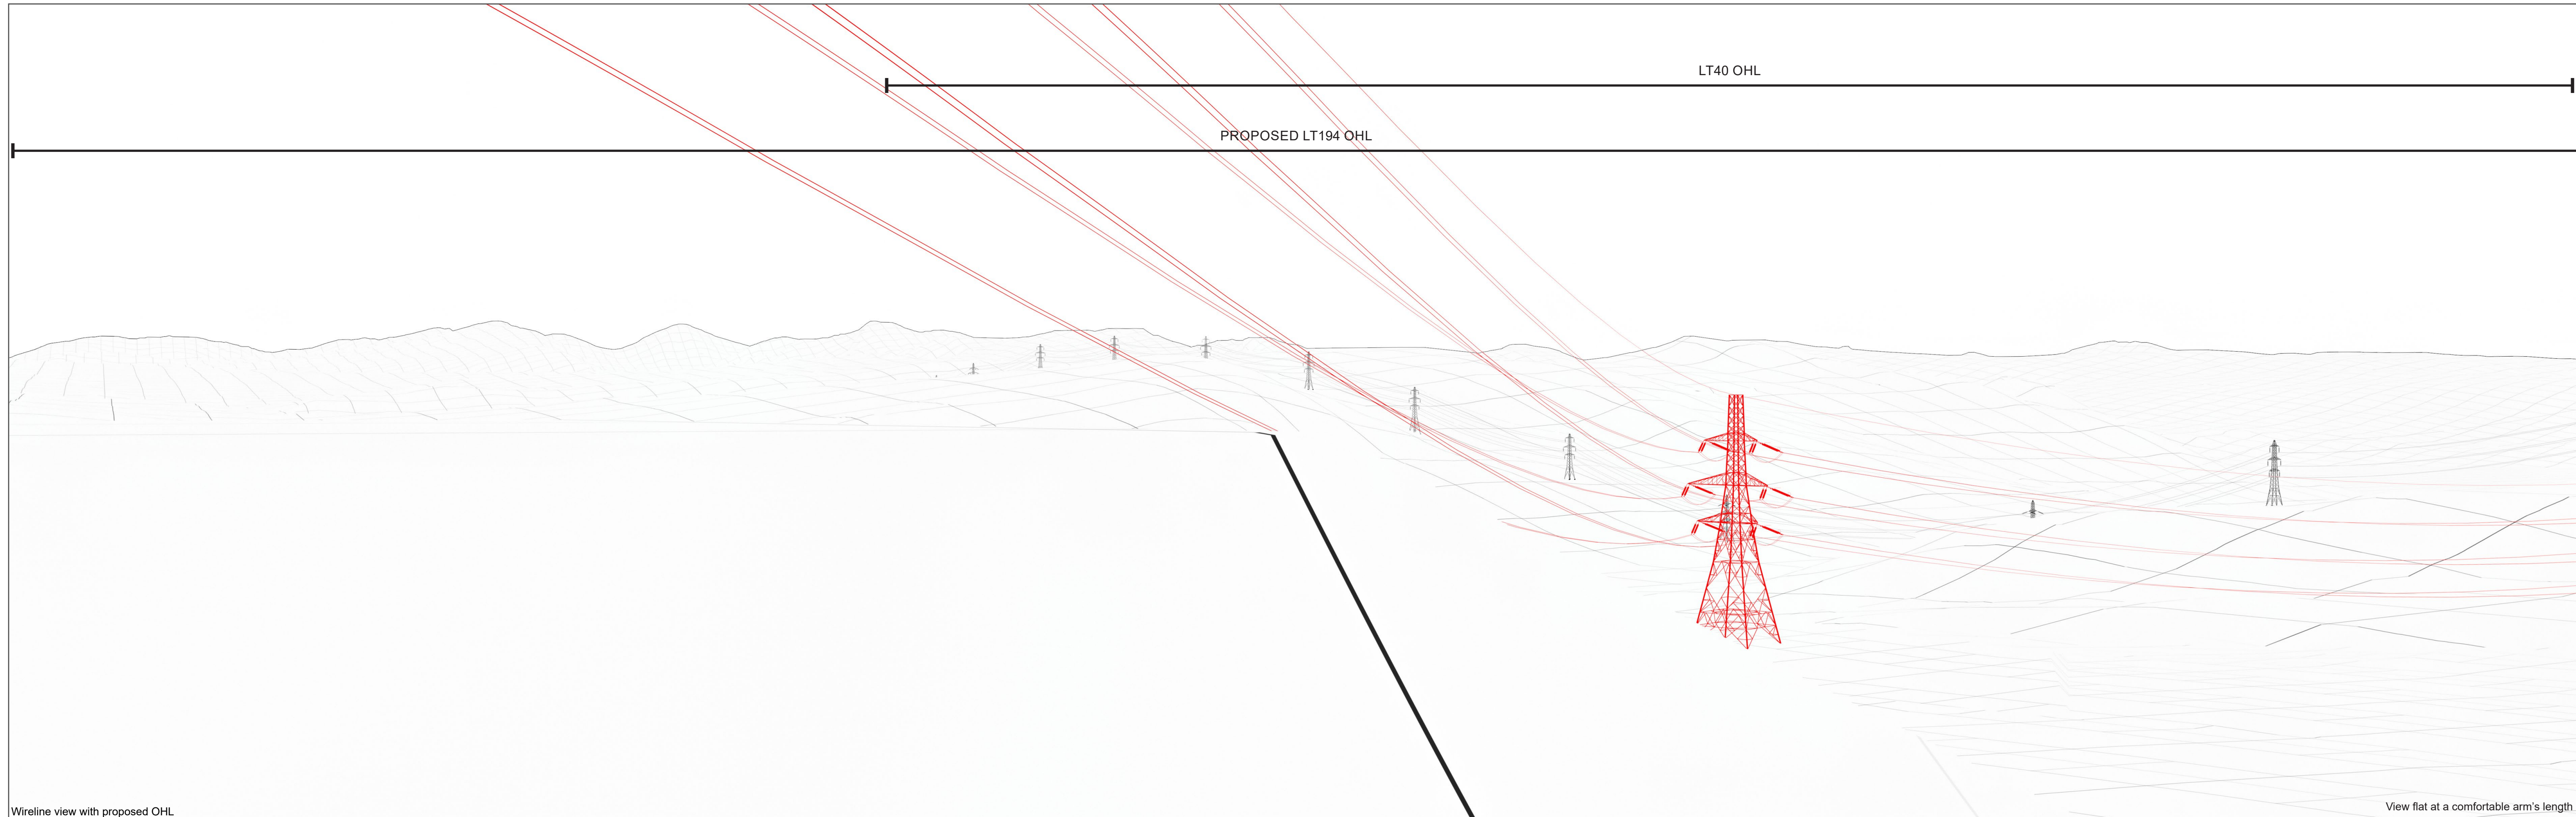 LT40 OHL
PROPOSED LT194 OHL
Wireline view with proposed OHL
View flat at a comfortable arm's length